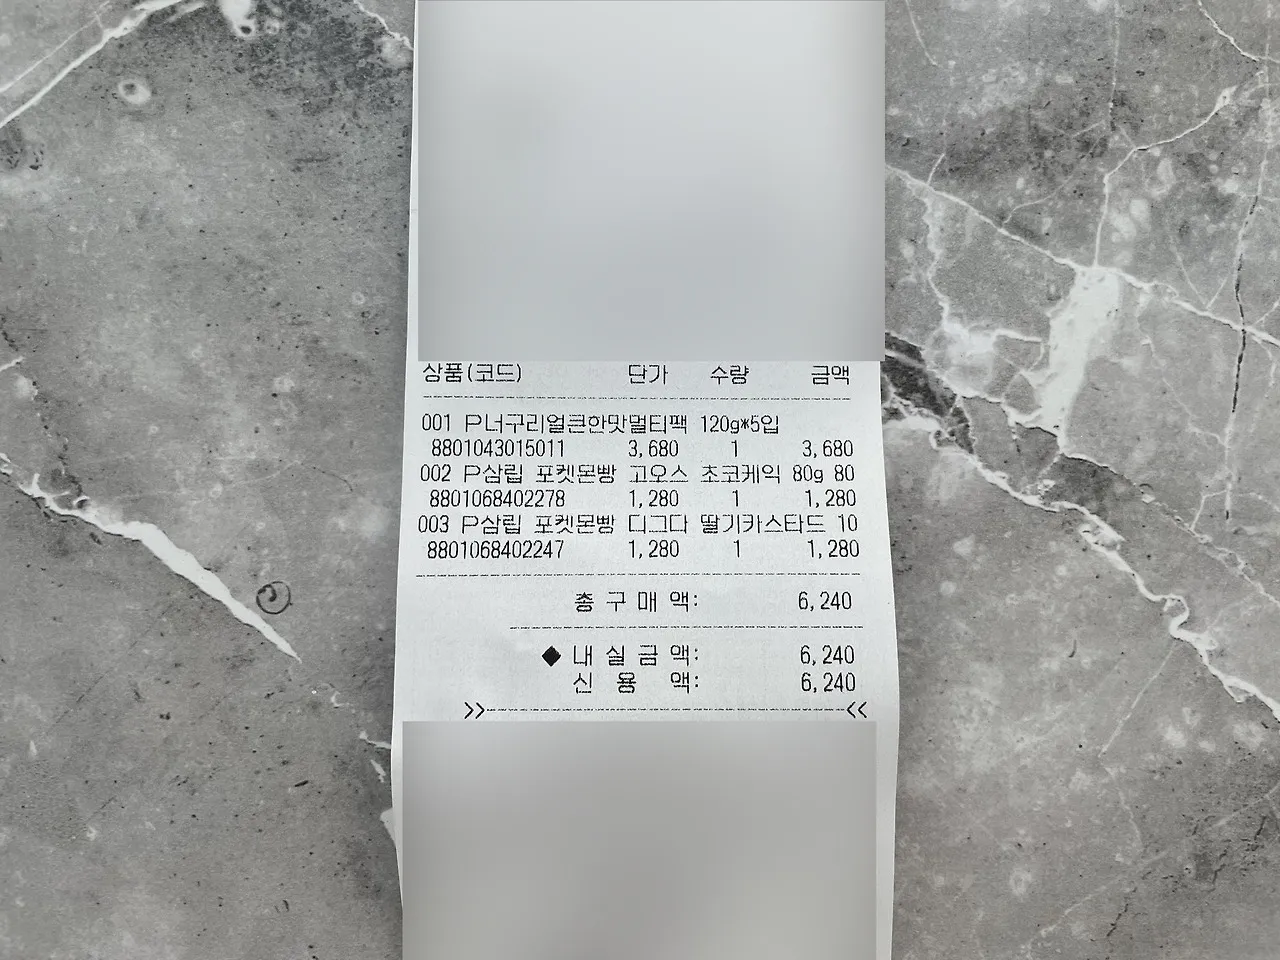 상품(코드) 단가 수량 금액
001 P너구리얼큰한맛멀티팩 120g*5입
8801043015011 3,680 1 3,680
002 P삼립 포켓몬빵 고오스 초코케익 80g 80
8801068402278 1,280 1 1,280
003 P삼립 포켓몬빵 디그다 딸기카스타드 10
8801068402247 1,280 1 1,280
총 구 매 액: 6,240
◆ 내 실 금 액: 6,240
신 용 액: 6,240
>>------------------------------<<